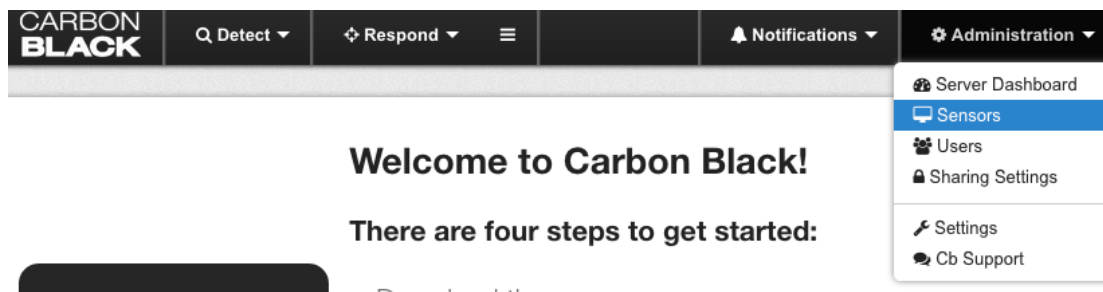 CARBON
BLACK
Detect
Respond
Notifications
Administration
Server Dashboard
Sensors
Users
Sharing Settings
Settings
Cb Support
Welcome to Carbon Black!
There are four steps to get started: